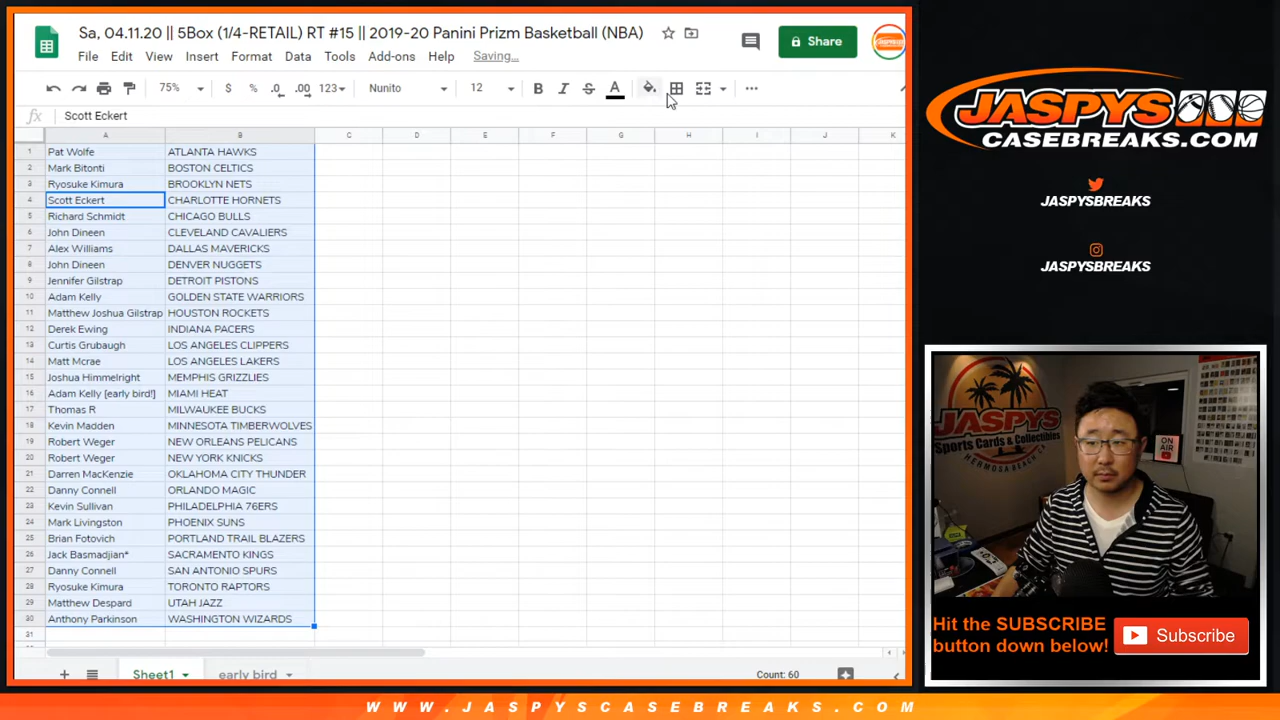 Sa, 04.11.20 || 5Box (1/4-RETAIL) RT #15 || 2019-20 Panini Prizm Basketball (NBA)
Share
File Edit View Insert Format Data Tools Add-ons Help Saving...
75% $ % .0 .00 123 Nunito 12 B I S A
fx Scott Eckert
A B C D E F G H I J K
1 Pat Wolfe ATLANTA HAWKS
2 Mark Bitonti BOSTON CELTICS
3 Ryosuke Kimura BROOKLYN NETS
4 Scott Eckert CHARLOTTE HORNETS
5 Richard Schmidt CHICAGO BULLS
6 John Dineen CLEVELAND CAVALIERS
7 Alex Williams DALLAS MAVERICKS
8 John Dineen DENVER NUGGETS
9 Jennifer Gilstrap DETROIT PISTONS
10 Adam Kelly GOLDEN STATE WARRIORS
11 Matthew Joshua Gilstrap HOUSTON ROCKETS
12 Derek Ewing INDIANA PACERS
13 Curtis Grubaugh LOS ANGELES CLIPPERS
14 Matt Mcrae LOS ANGELES LAKERS
15 Joshua Himmelright MEMPHIS GRIZZLIES
16 Adam Kelly [early bird!] MIAMI HEAT
17 Thomas R MILWAUKEE BUCKS
18 Kevin Madden MINNESOTA TIMBERWOLVES
19 Robert Weger NEW ORLEANS PELICANS
20 Robert Weger NEW YORK KNICKS
21 Darren MacKenzie OKLAHOMA CITY THUNDER
22 Danny Connell ORLANDO MAGIC
23 Kevin Sullivan PHILADELPHIA 76ERS
24 Mark Livingston PHOENIX SUNS
25 Brian Fotovich PORTLAND TRAIL BLAZERS
26 Jack Basmadjian* SACRAMENTO KINGS
27 Danny Connell SAN ANTONIO SPURS
28 Ryosuke Kimura TORONTO RAPTORS
29 Matthew Despard UTAH JAZZ
30 Anthony Parkinson WASHINGTON WIZARDS
31
Sheet1 early bird Count: 60
JASPYS
CASEBREAKS.COM
JASPYSBREAKS
JASPYSBREAKS
JASPYS
Sports Cards & Collectibles
HERMOSA BEACH, CA
ON AIR
Hit the SUBSCRIBE
button down below!
Subscribe
WWW.JASPYSCASEBREAKS.COM